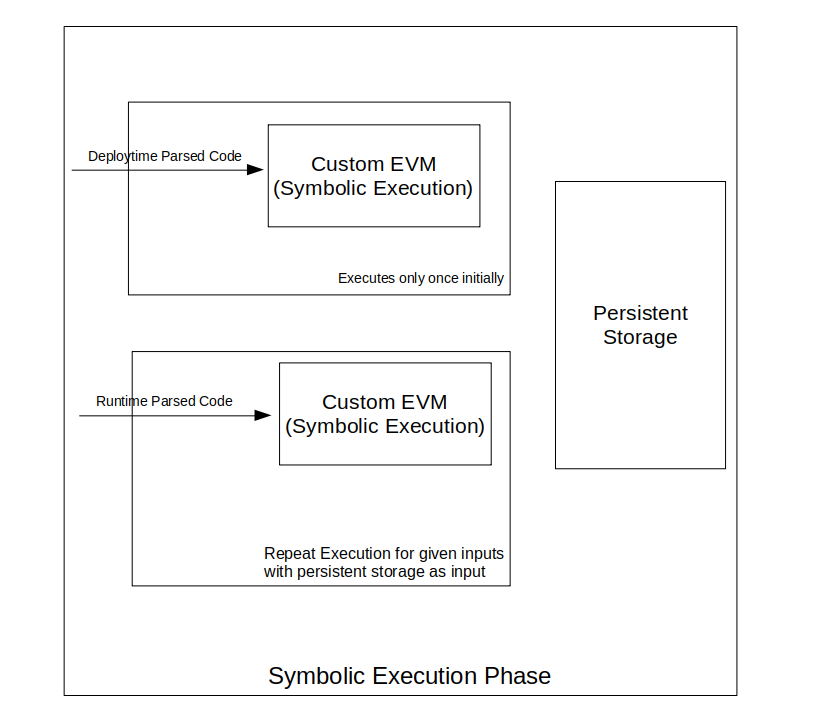 Deploytime Parsed Code
Custom EVM
(Symbolic Execution)
Executes only once initially
Persistent
Storage
Runtime Parsed Code
Custom EVM
(Symbolic Execution)
Repeat Execution for given inputs
with persistent storage as input
Symbolic Execution Phase